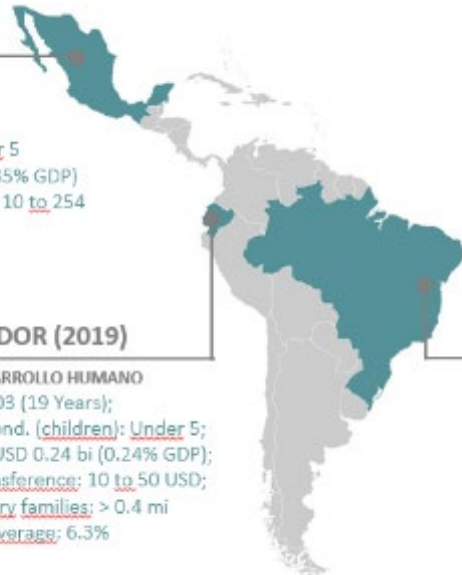 r 5
5% GDP)
10 to 254
DOR (2019)
RROLLO HUMANO
03 (19 Years);
ond. (children): Under 5;
USD 0.24 bi (0.24% GDP);
nsference: 10 to 50 USD;
ry families: > 0.4 mi
verage: 6.3%